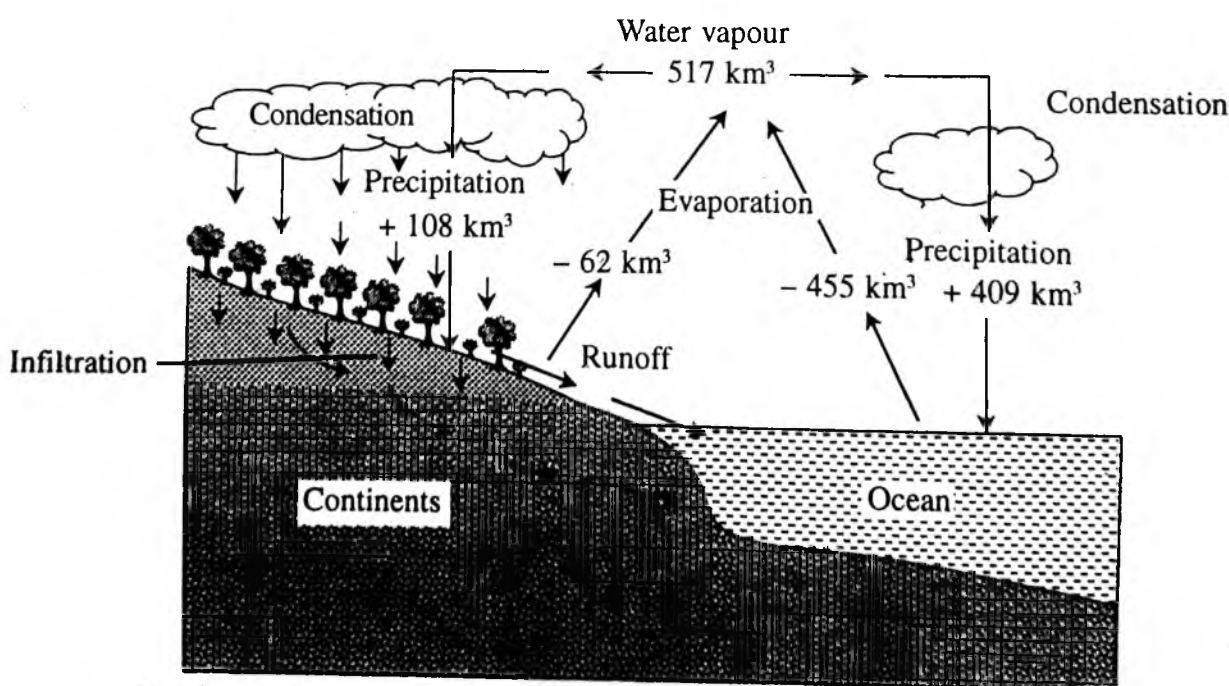 Water vapour
517 km³
Condensation
Condensation
Precipitation
+ 108 km³
Evaporation
– 62 km³
– 455 km³
Precipitation
+ 409 km³
Infiltration
Runoff
Continents
Ocean